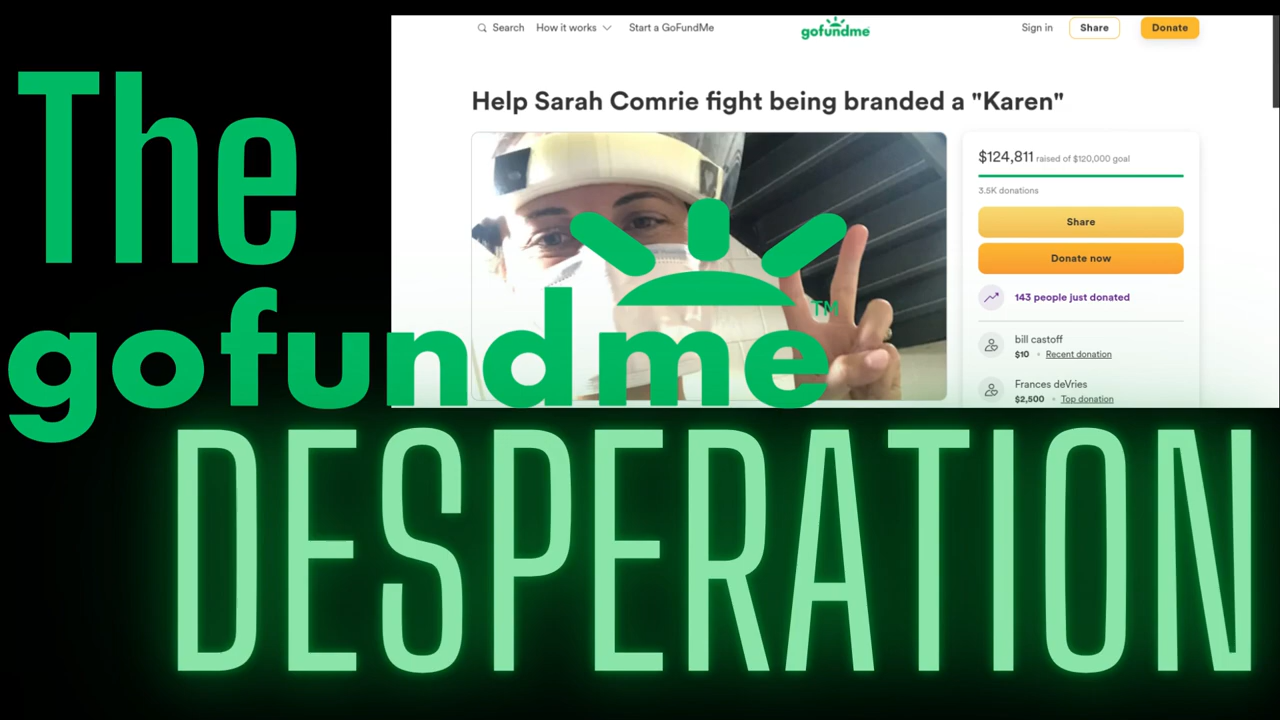 Search How it works Start a GoFundMe gofundme Sign in Share Donate
Help Sarah Comrie fight being branded a "Karen"
$124,811 raised of $120,000 goal
3.5K donations
Share
Donate now
143 people just donated
bill castoff
$10 • Recent donation
Frances deVries
$2,500 • Top donation
The
gofundme TM
DESPERATION